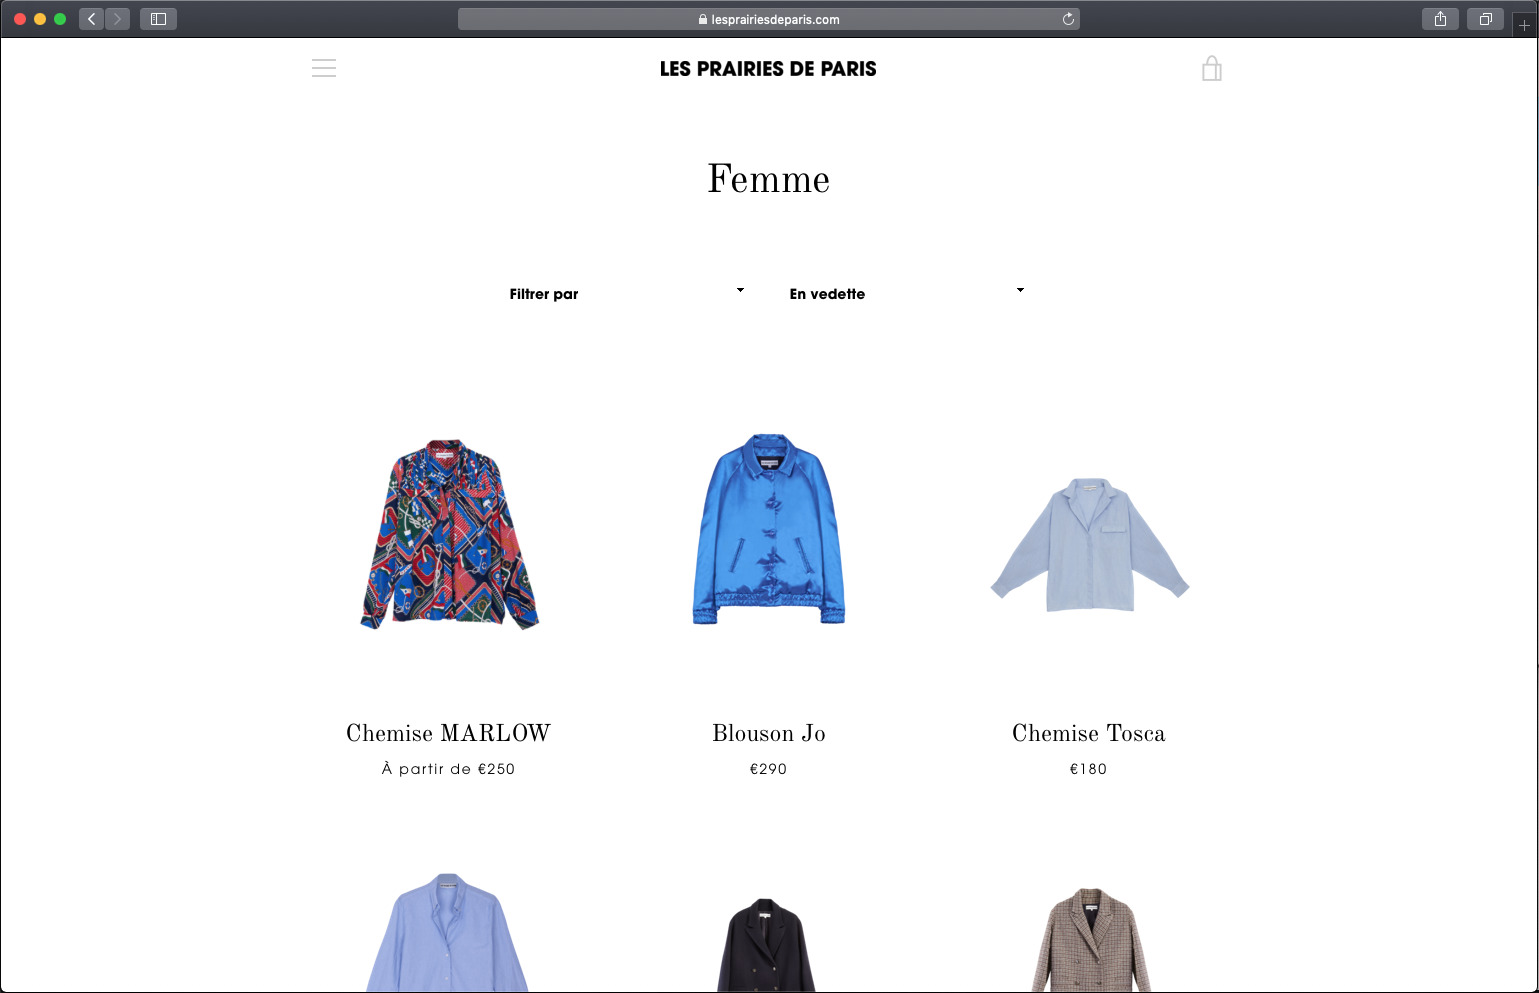 lesprairiesdeparis.com
LES PRAIRIES DE PARIS
Femme
Filtrer par
En vedette
Chemise MARLOW
À partir de €250
Blouson Jo
€290
Chemise Tosca
€180